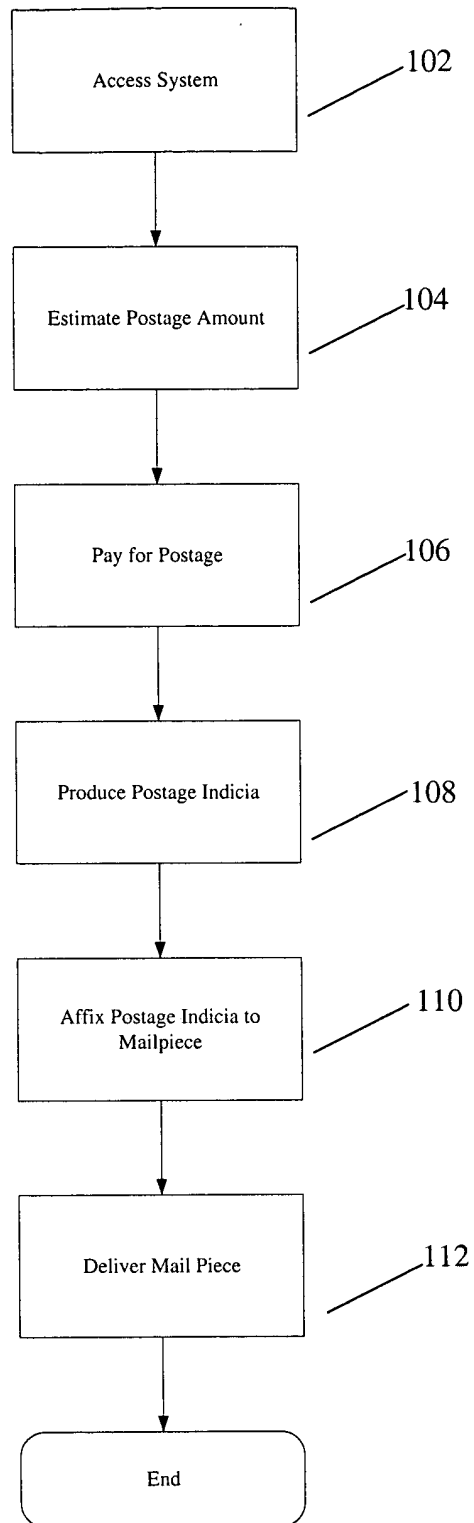 Access System
102
Estimate Postage Amount
104
Pay for Postage
106
Produce Postage Indicia
108
Affix Postage Indicia to
Mailpiece
110
Deliver Mail Piece
112
End